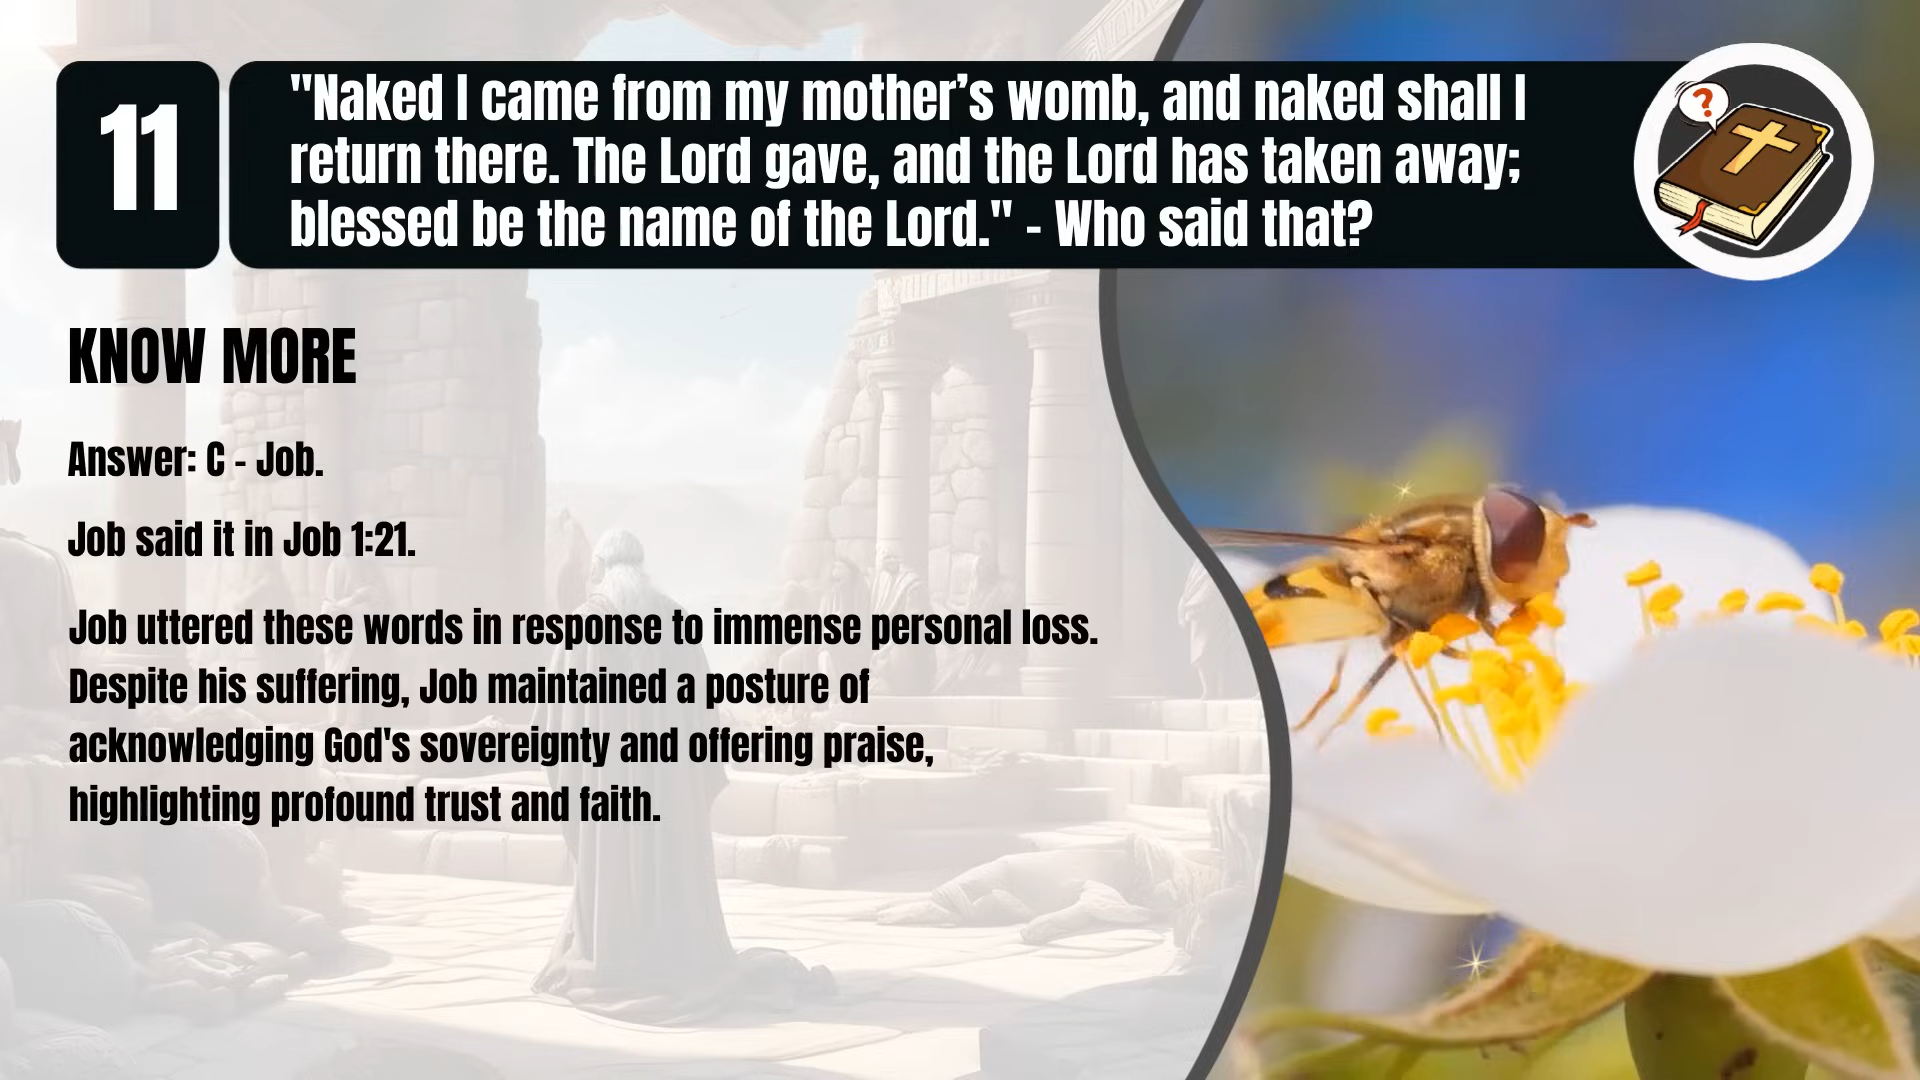 11
"Naked I came from my mother’s womb, and naked shall I
return there. The Lord gave, and the Lord has taken away;
blessed be the name of the Lord." - Who said that?
?
KNOW MORE
Answer: C - Job.
Job said it in Job 1:21.
Job uttered these words in response to immense personal loss.
Despite his suffering, Job maintained a posture of
acknowledging God's sovereignty and offering praise,
highlighting profound trust and faith.